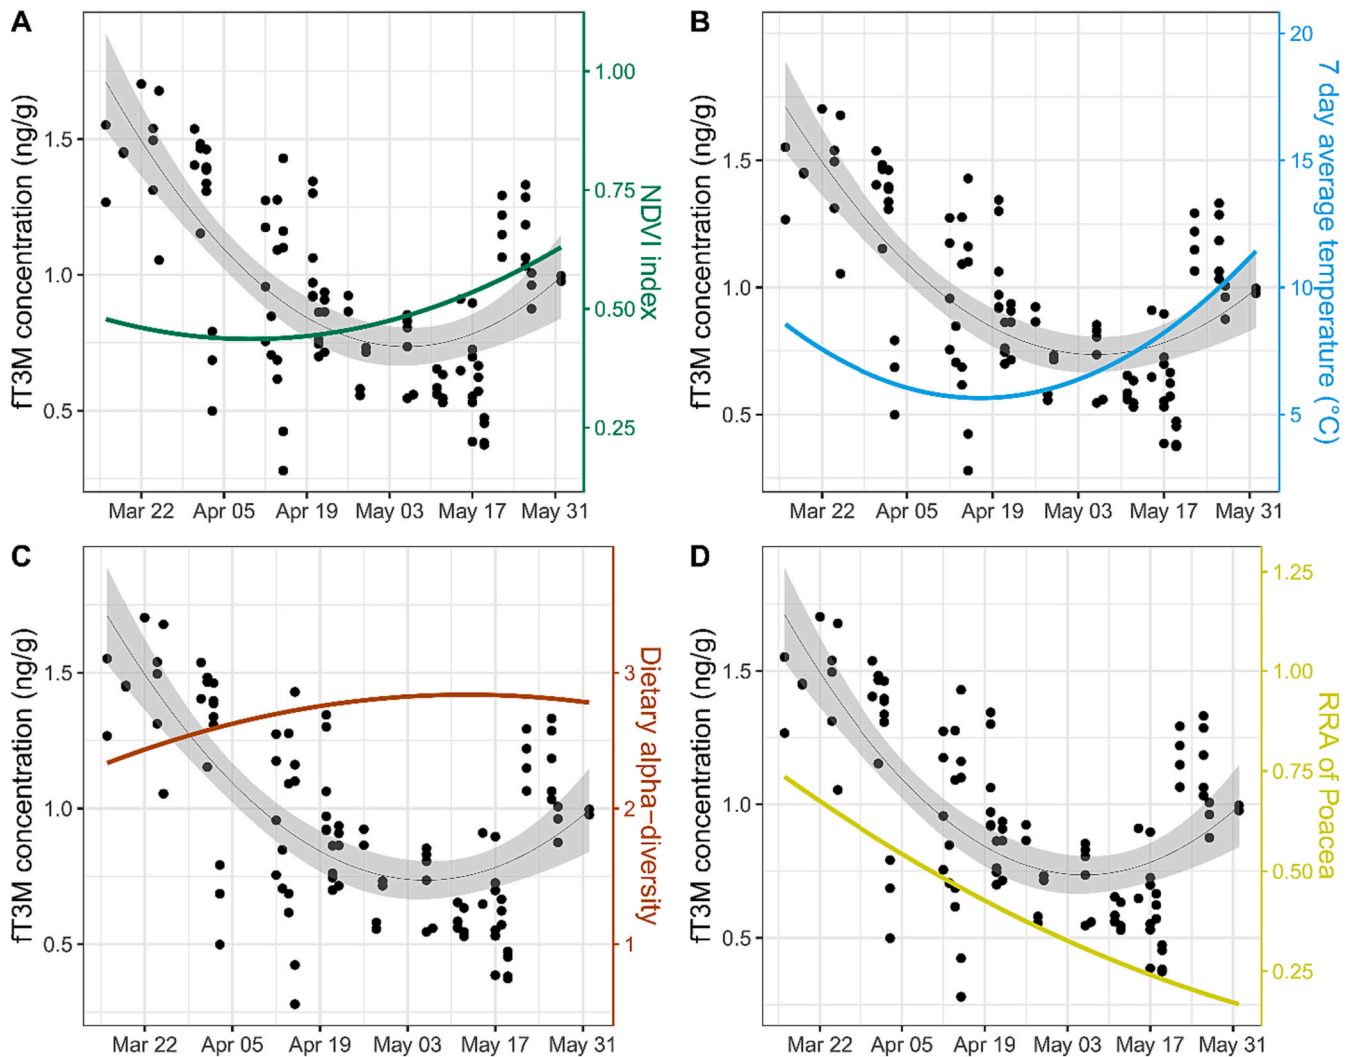 A
fT3M concentration (ng/g)
1.5
1.0
0.5
1.00
0.75
0.50
0.25
NDVI index
Mar 22 Apr 05 Apr 19 May 03 May 17 May 31
B
fT3M concentration (ng/g)
1.5
1.0
0.5
20
15
10
5
7 day average temperature (°C)
Mar 22 Apr 05 Apr 19 May 03 May 17 May 31
C
fT3M concentration (ng/g)
1.5
1.0
0.5
3
2
1
Dietary alpha−diversity
Mar 22 Apr 05 Apr 19 May 03 May 17 May 31
D
fT3M concentration (ng/g)
1.5
1.0
0.5
1.25
1.00
0.75
0.50
0.25
RRA of Poacea
Mar 22 Apr 05 Apr 19 May 03 May 17 May 31